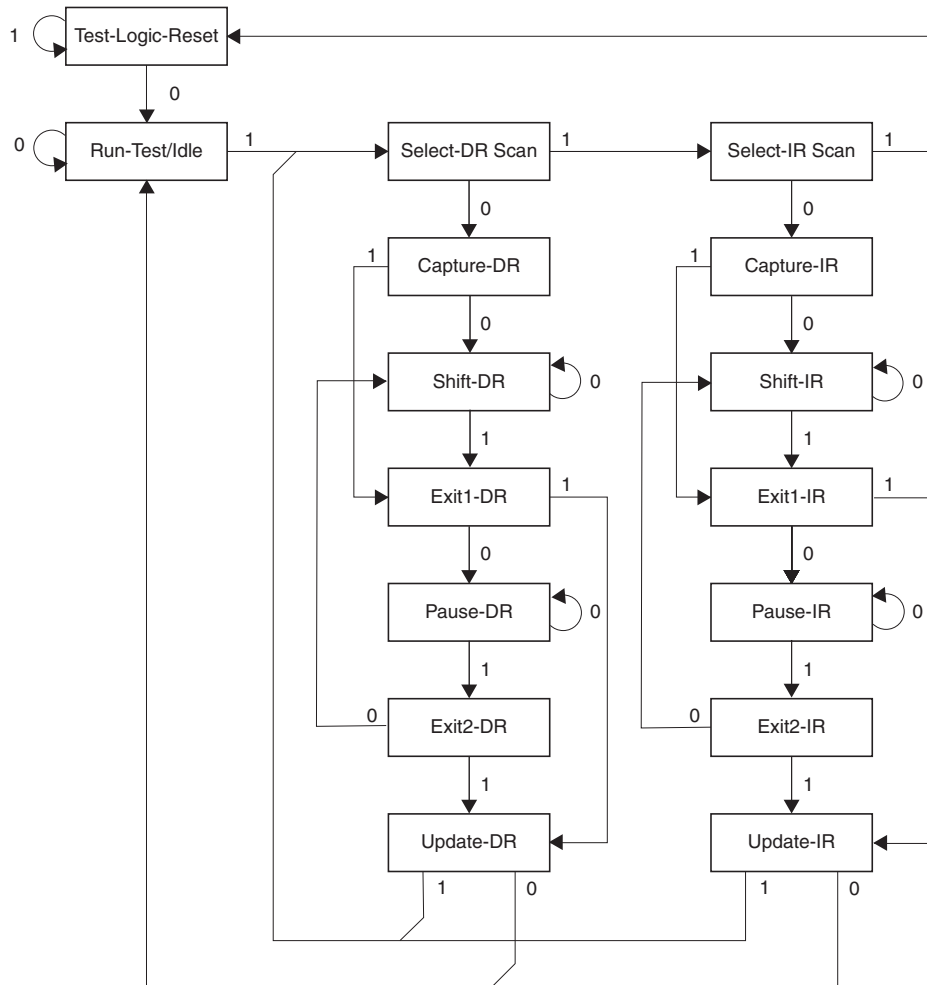 1 Test-Logic-Reset
0
0 Run-Test/Idle 1 Select-DR Scan 1 Select-IR Scan 1
0 0
1 Capture-DR 1 Capture-IR
0 0
Shift-DR 0 Shift-IR 0
1 1
Exit1-DR 1 Exit1-IR 1
0 0
Pause-DR 0 Pause-IR 0
1 1
0 Exit2-DR 0 Exit2-IR
1 1
Update-DR Update-IR
1 0 1 0